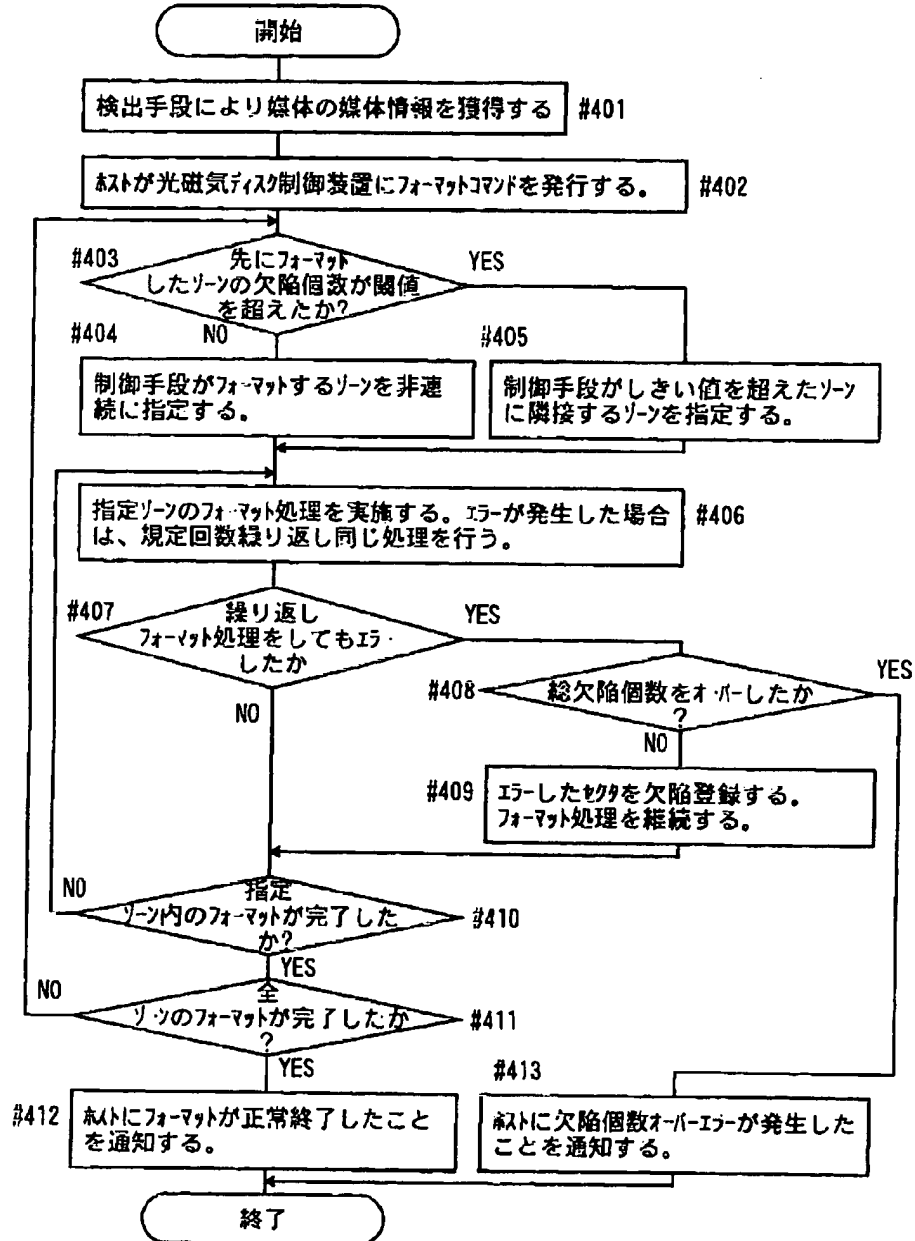 開始
検出手段により媒体の媒体情報を獲得する #401
ホストが光磁気ディスク制御装置にフォーマットコマンドを発行する。 #402
#403
先にフォーマット
したゾーンの欠陥個数が閾値
を超えたか?
YES
NO
#404
制御手段がフォーマットするゾーンを非連
続に指定する。
#405
制御手段がしきい値を超えたゾーン
に隣接するゾーンを指定する。
指定ゾーンのフォーマット処理を実施する。エラーが発生した場合
は、規定回数繰り返し同じ処理を行う。
#406
#407
繰り返し
フォーマット処理をしてもエラー
したか
YES
NO
#408
総欠陥個数をオーバーしたか
?
YES
NO
#409
エラーしたセクタを欠陥登録する。
フォーマット処理を継続する。
NO
指定
ゾーン内のフォーマットが完了した
か?
#410
YES
NO
全
ゾーンのフォーマットが完了したか
?
#411
YES
#412
ホストにフォーマットが正常終了したこと
を通知する。
#413
ホストに欠陥個数オーバーエラーが発生した
ことを通知する。
終了